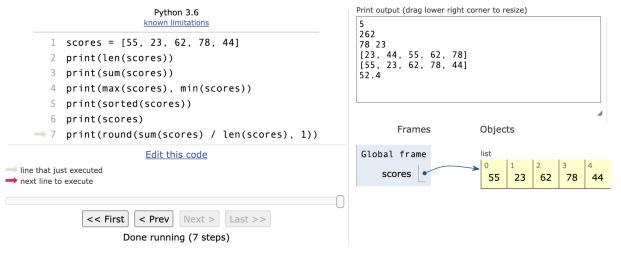 Python 3.6
known limitations
1 scores = [55, 23, 62, 78, 44]
2 print(len(scores))
3 print(sum(scores))
4 print(max(scores), min(scores))
5 print(sorted(scores))
6 print(scores)
7 print(round(sum(scores) / len(scores), 1))
Edit this code
line that just executed
next line to execute
<< First < Prev Next > Last >>
Done running (7 steps)
Print output (drag lower right corner to resize)
5
262
78 23
[23, 44, 55, 62, 78]
[55, 23, 62, 78, 44]
52.4
Frames Objects
Global frame
scores
list
0 1 2 3 4
55 23 62 78 44